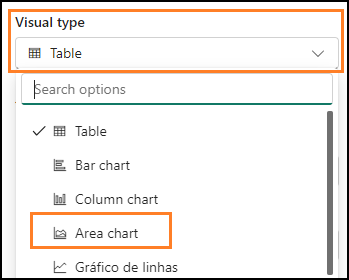 Visual type
Table
Search options
Table
Bar chart
Column chart
Area chart
Gráfico de linhas